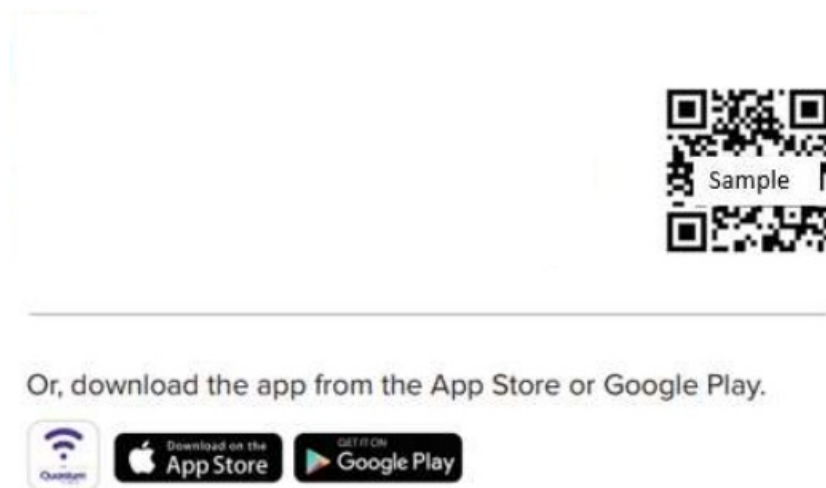 Sample
Or, download the app from the App Store or Google Play.
Quantum
Download on the
App Store
GET IT ON
Google Play